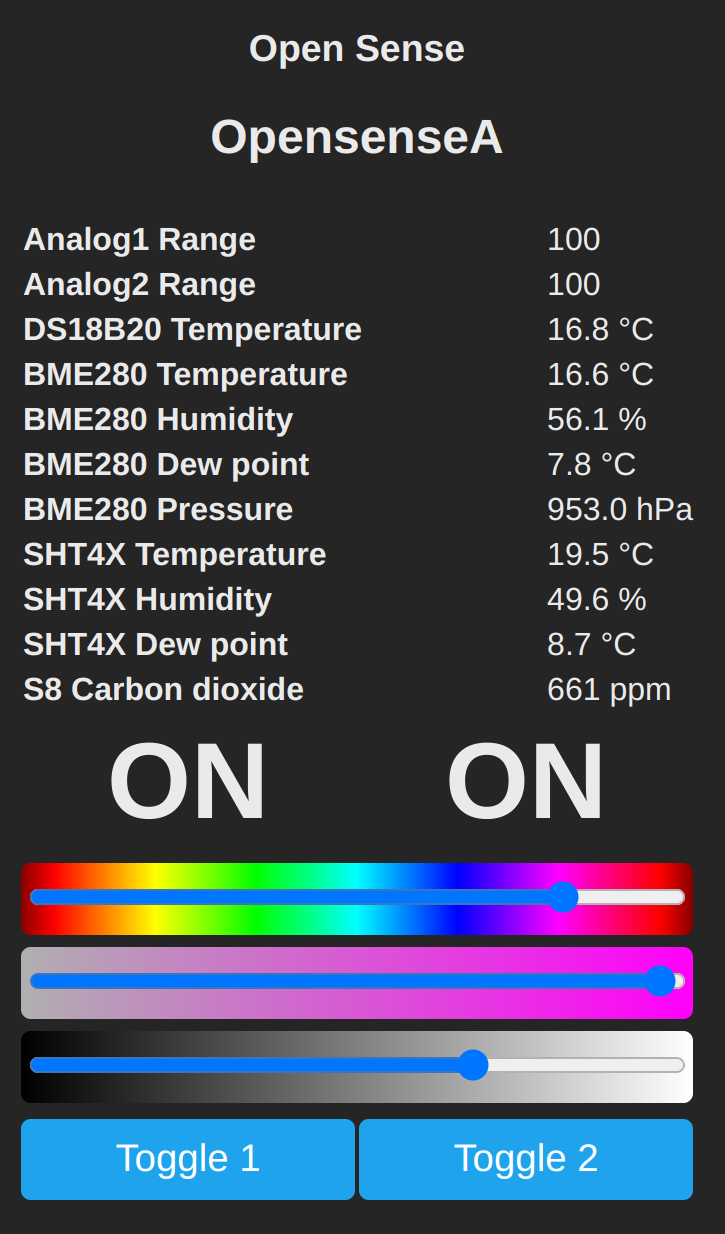 Open Sense
OpensenseA
Analog1 Range 100
Analog2 Range 100
DS18B20 Temperature 16.8 °C
BME280 Temperature 16.6 °C
BME280 Humidity 56.1 %
BME280 Dew point 7.8 °C
BME280 Pressure 953.0 hPa
SHT4X Temperature 19.5 °C
SHT4X Humidity 49.6 %
SHT4X Dew point 8.7 °C
S8 Carbon dioxide 661 ppm
ON ON
Toggle 1 Toggle 2